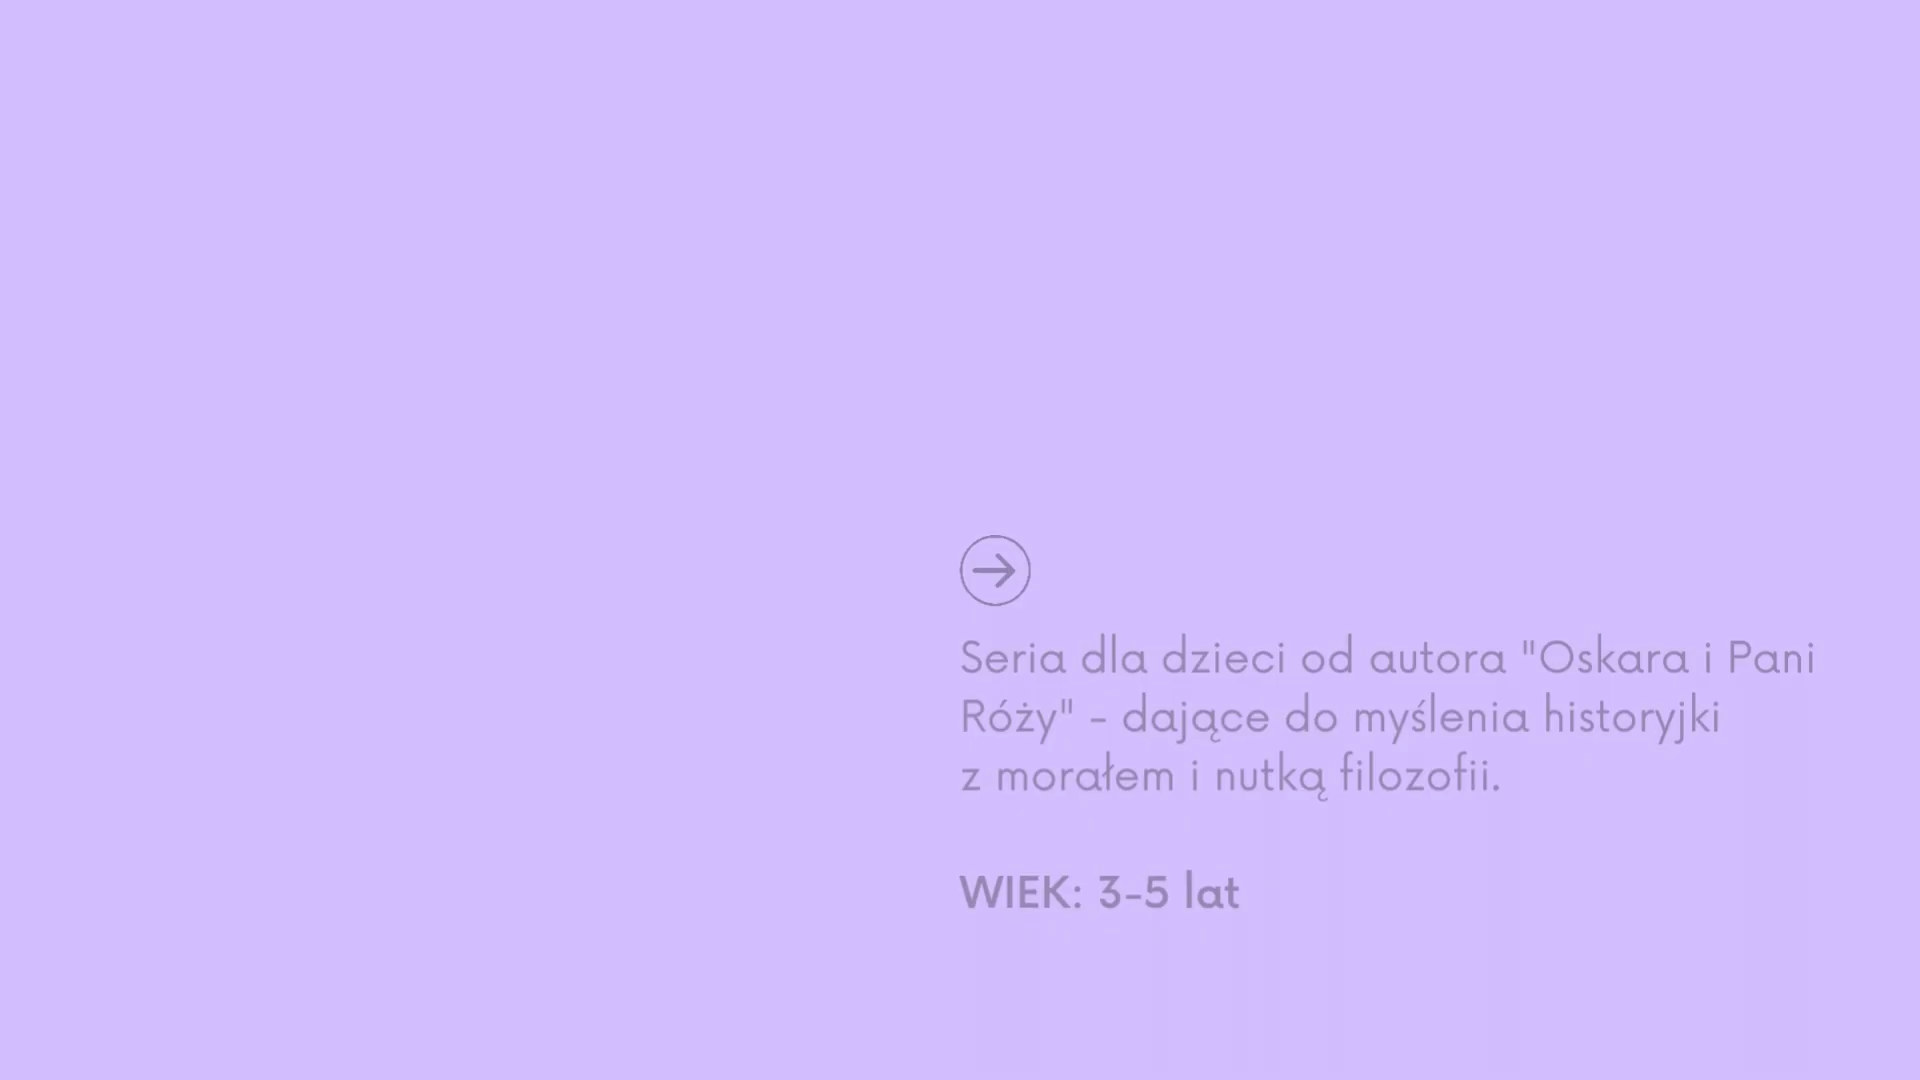 Seria dla dzieci od autora "Oskara i Pani
Róży" - dające do myślenia historyjki
z morałem i nutką filozofii.
WIEK: 3-5 lat